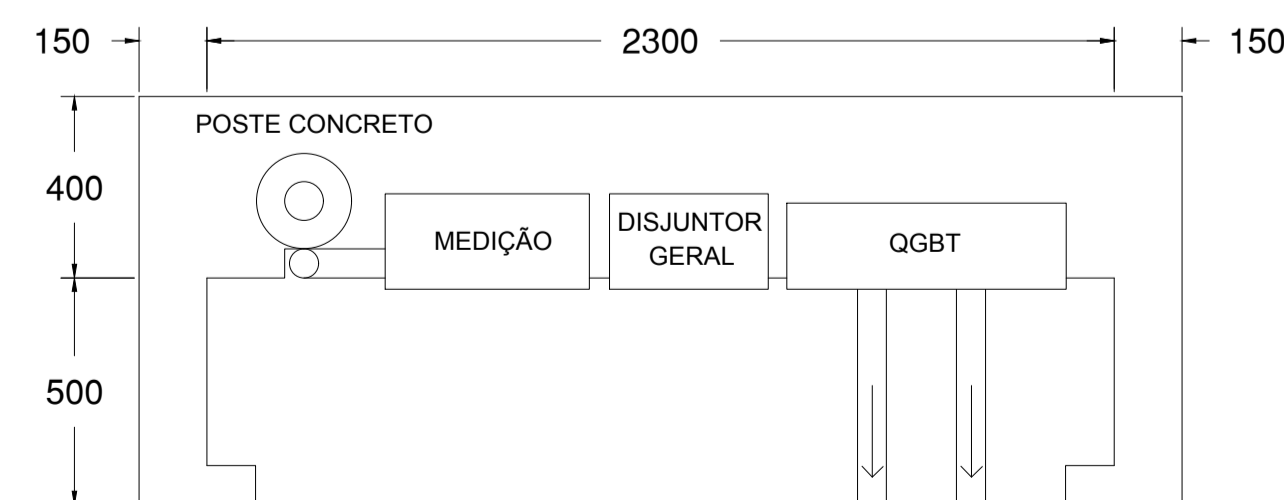 150
2300
150
POSTE CONCRETO
400
MEDIÇÃO
DISJUNTOR
GERAL
QGBT
500